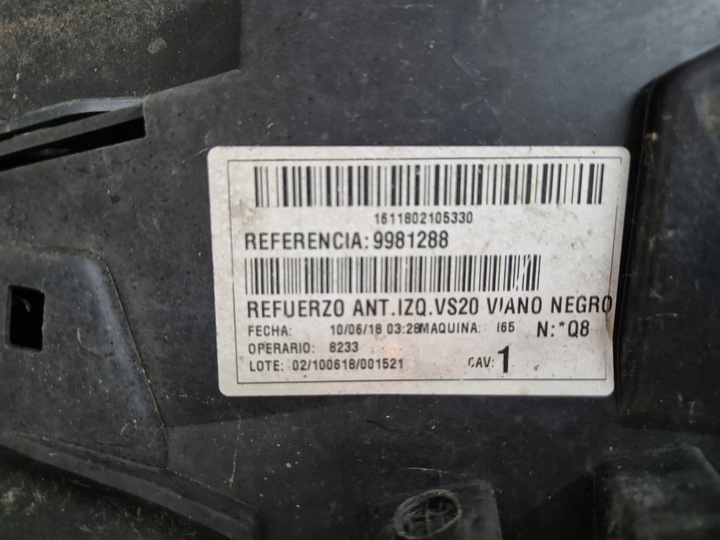 1611802105330
REFERENCIA: 9981288
REFUERZO ANT.IZQ.VS20 VIANO NEGRO
FECHA: 10/06/18 03:28 MAQUINA: I65 N:*Q8
OPERARIO: 8233
LOTE: 02/100618/001521 CAV: 1